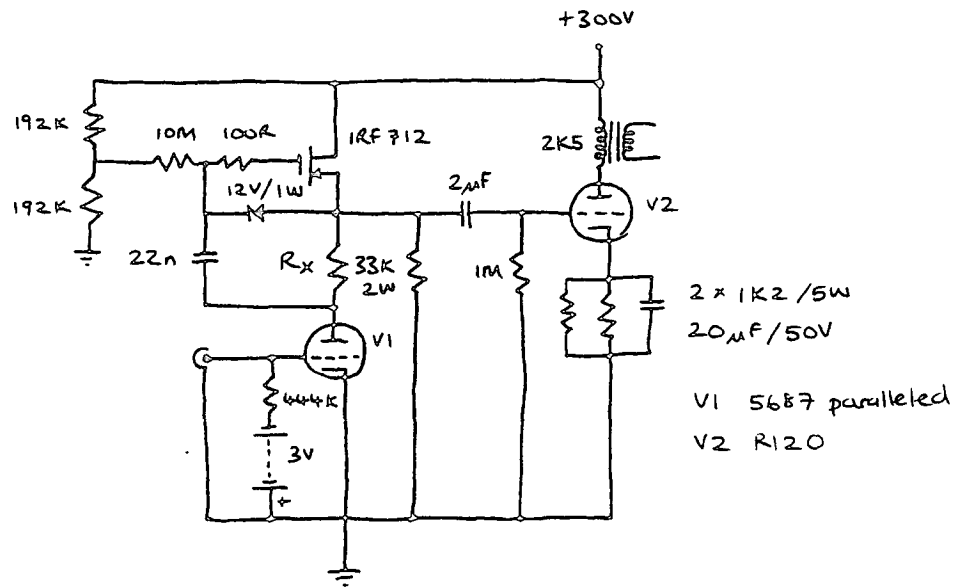 +300V
192K
10M
100R
IRF712
2K5
12V/1W
2µF
V2
192K
22n
Rx
33K
2W
1M
2 x 1K2/5W
20µF/50V
V1
444K
3V
+
V1 5687 paralleled
V2 R120